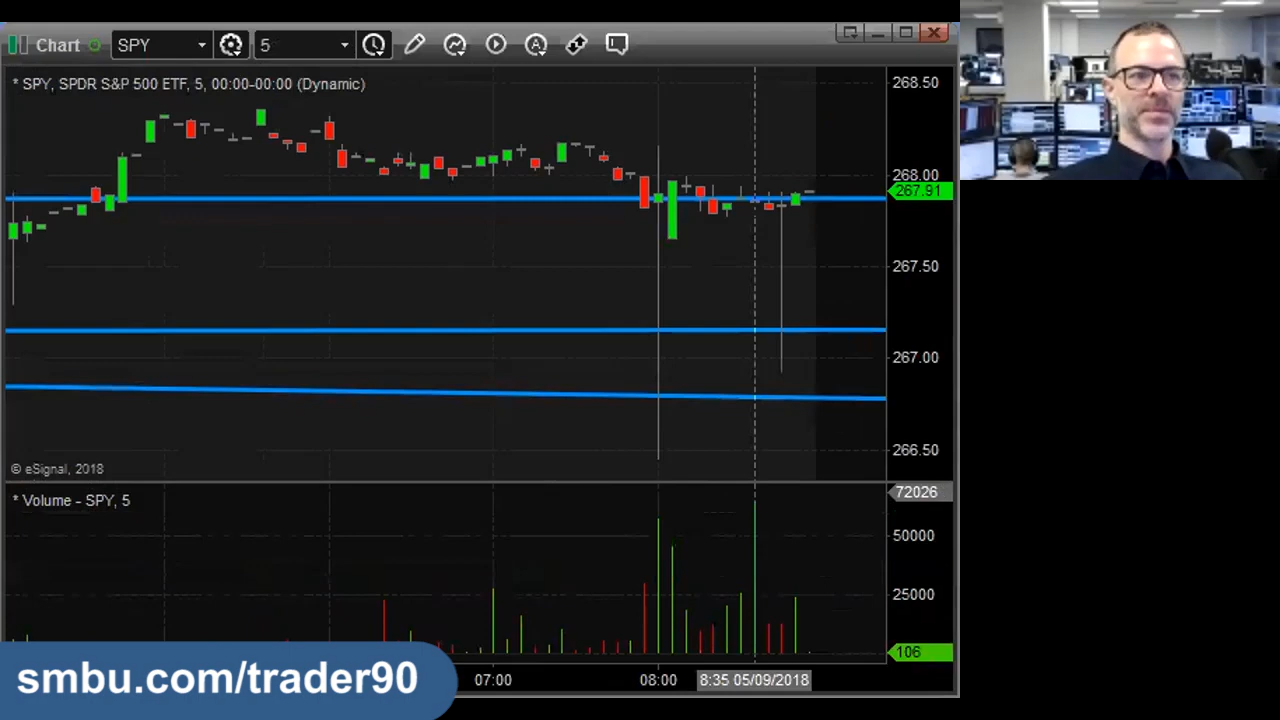 Chart
SPY
5
* SPY, SPDR S&P 500 ETF, 5, 00:00-00:00 (Dynamic)
268.50
268.00
267.91
267.50
267.00
266.50
© eSignal, 2018
* Volume - SPY, 5
72026
50000
25000
106
07:00
08:00
8:35 05/09/2018
smbu.com/trader90